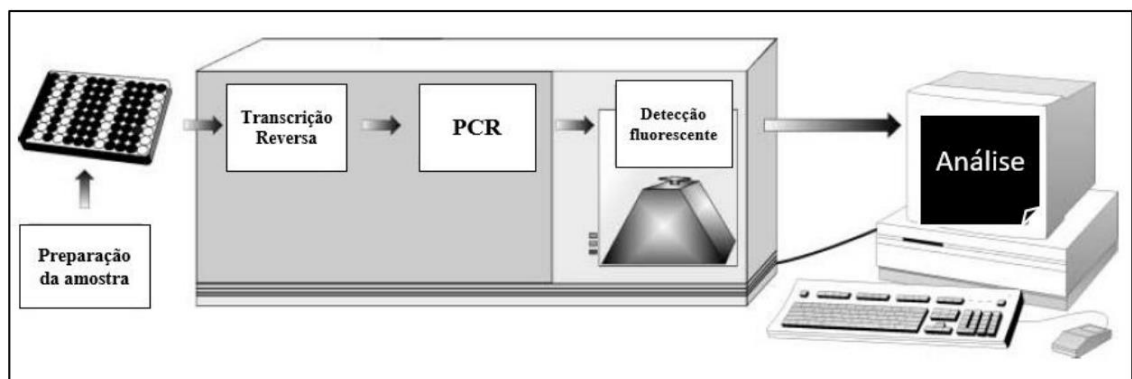 Preparação
da amostra
Transcrição
Reversa
PCR
Detecção
fluorescente
Análise